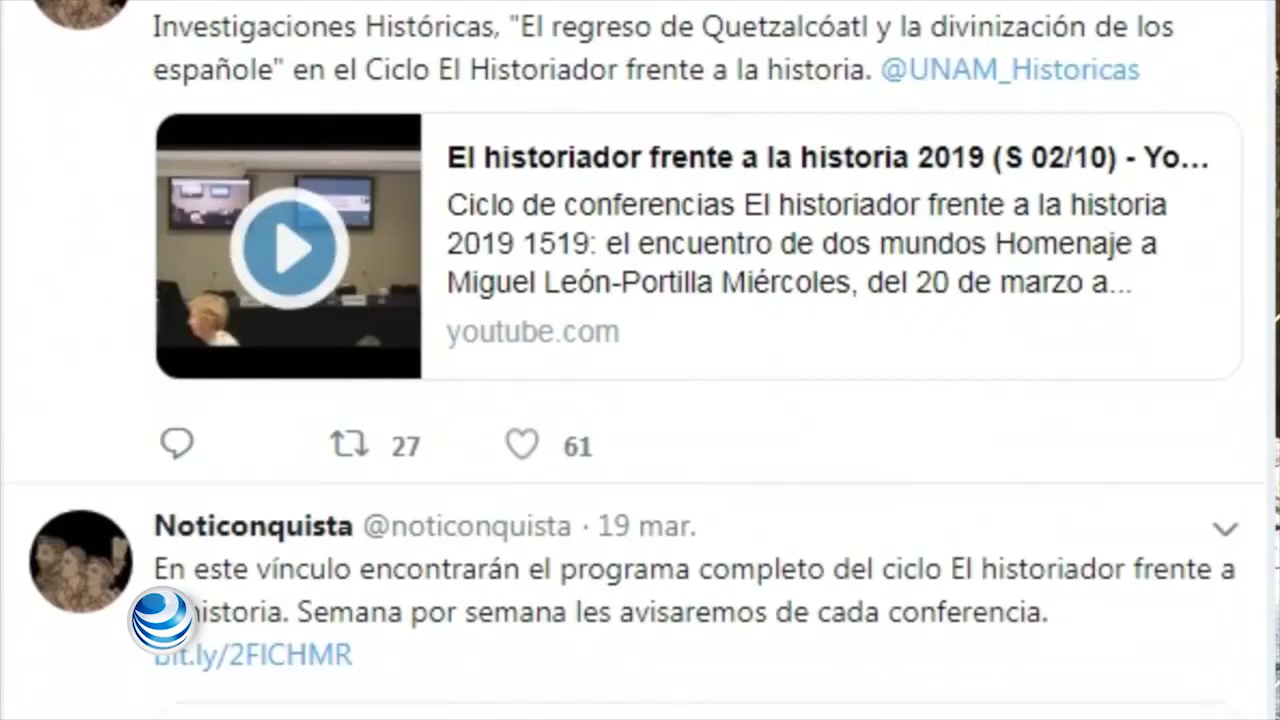 Investigaciones Históricas, "El regreso de Quetzalcóatl y la divinización de los
españole" en el Ciclo El Historiador frente a la historia. @UNAM_Historicas
El historiador frente a la historia 2019 (S 02/10) - Yo...
Ciclo de conferencias El historiador frente a la historia
2019 1519: el encuentro de dos mundos Homenaje a
Miguel León-Portilla Miércoles, del 20 de marzo a...
youtube.com
27 61
Noticonquista @noticonquista · 19 mar.
En este vínculo encontrarán el programa completo del ciclo El historiador frente a
historia. Semana por semana les avisaremos de cada conferencia.
bit.ly/2FICHMR